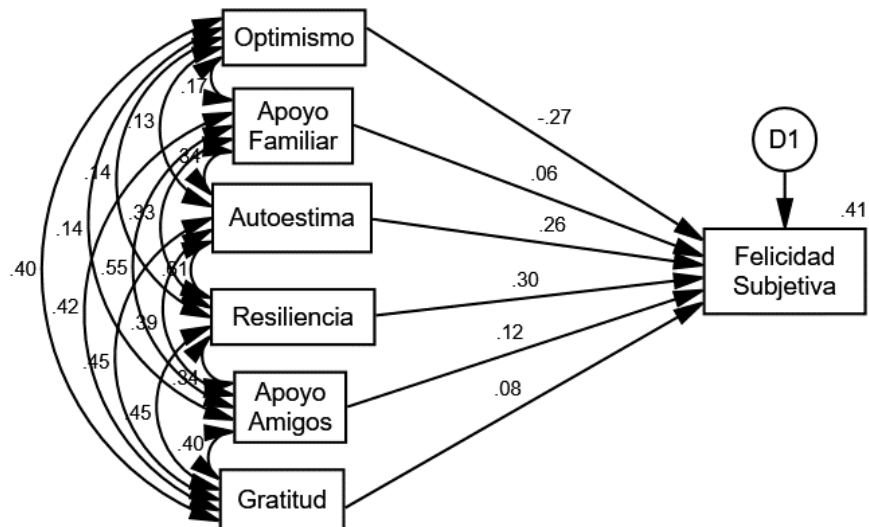 Optimismo
.17
Apoyo
Familiar
.13
.34
.14
Autoestima
.33
.14
.55
.61
.40
.42
Resiliencia
.39
.45
.34
Apoyo
Amigos
.45
.40
Gratitud
-.27
.06
.26
.30
.12
.08
D1
.41
Felicidad
Subjetiva